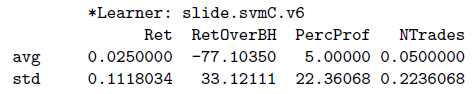 *Learner: slide.svmC.v6
Ret RetOverBH PercProf NTrades
avg 0.0250000 -77.10350 5.00000 0.0500000
std 0.1118034 33.12111 22.36068 0.2236068